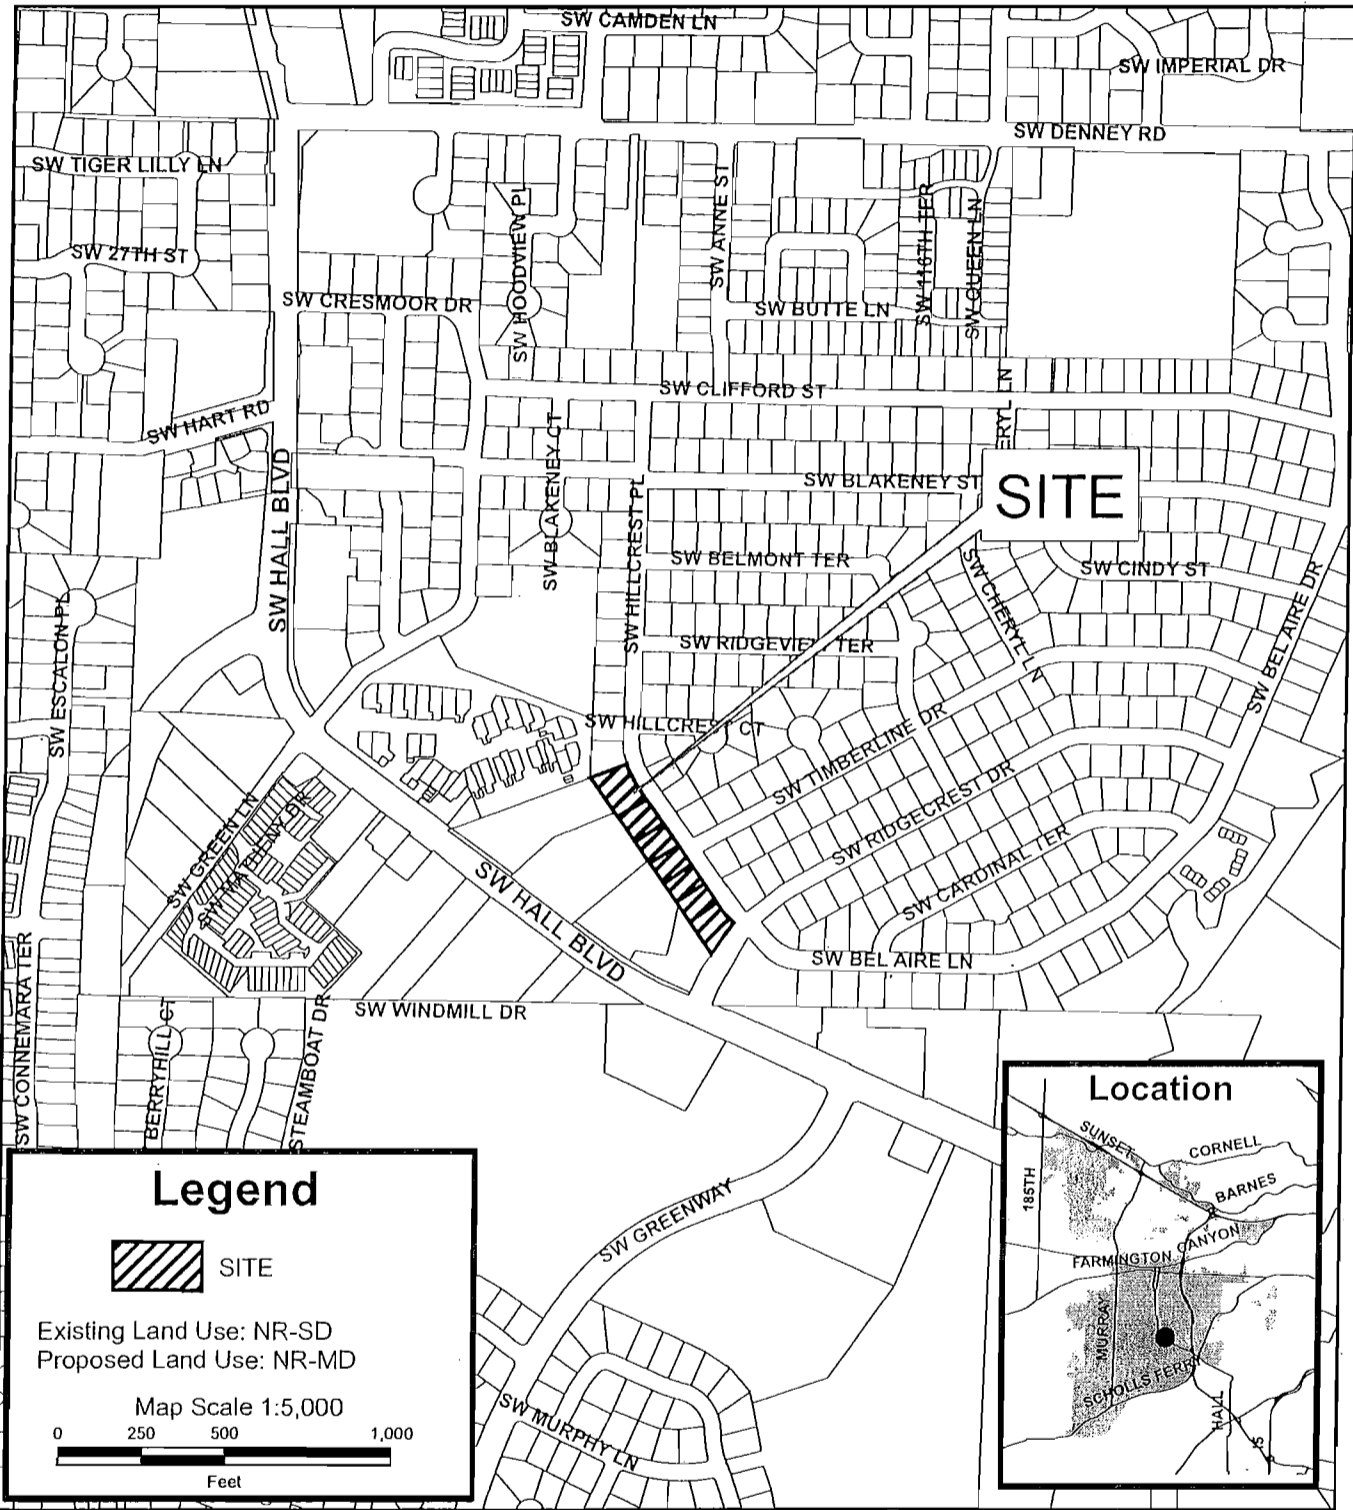 SW CAMDEN LN
SW IMPERIAL DR
SW DENNEY RD
SW TIGER LILLY LN
SW ANNE ST
SW HOODVIEW PL
SW 116TH TER
SW QUEEN LN
SW 27TH ST
SW CRESMOOR DR
SW BUTTE LN
SW CLIFFORD ST
ERYL LN
SW HART RD
SW BLAKENEY CT
SW HALL BLVD
SW HILLCREST PL
SW BLAKENEY ST
SITE
SW BELMONT TER
SW CINDY ST
SW CHERYL LN
SW BEL AIRE DR
SW ESCALON PL
SW RIDGEVIEW TER
SW HILLCREST CT
SW TIMBERLINE DR
SW RIDGECREST DR
SW GREEN LN
SW MATHENY DR
SW CARDINAL TER
SW HALL BLVD
SW BEL AIRE LN
SW CONNEMARA TER
SW WINDMILL DR
BERRYHILL CT
STEAMBOAT DR
SW GREENWAY
SW MURPHY LN
Legend
SITE
Existing Land Use: NR-SD
Proposed Land Use: NR-MD
Map Scale 1:5,000
0 250 500 1,000
Feet
Location
SUNSET
CORNELL
185TH
BARNES
CANYON
FARMINGTON
MURRAY
SCHOLLS FERRY
HALL
I5